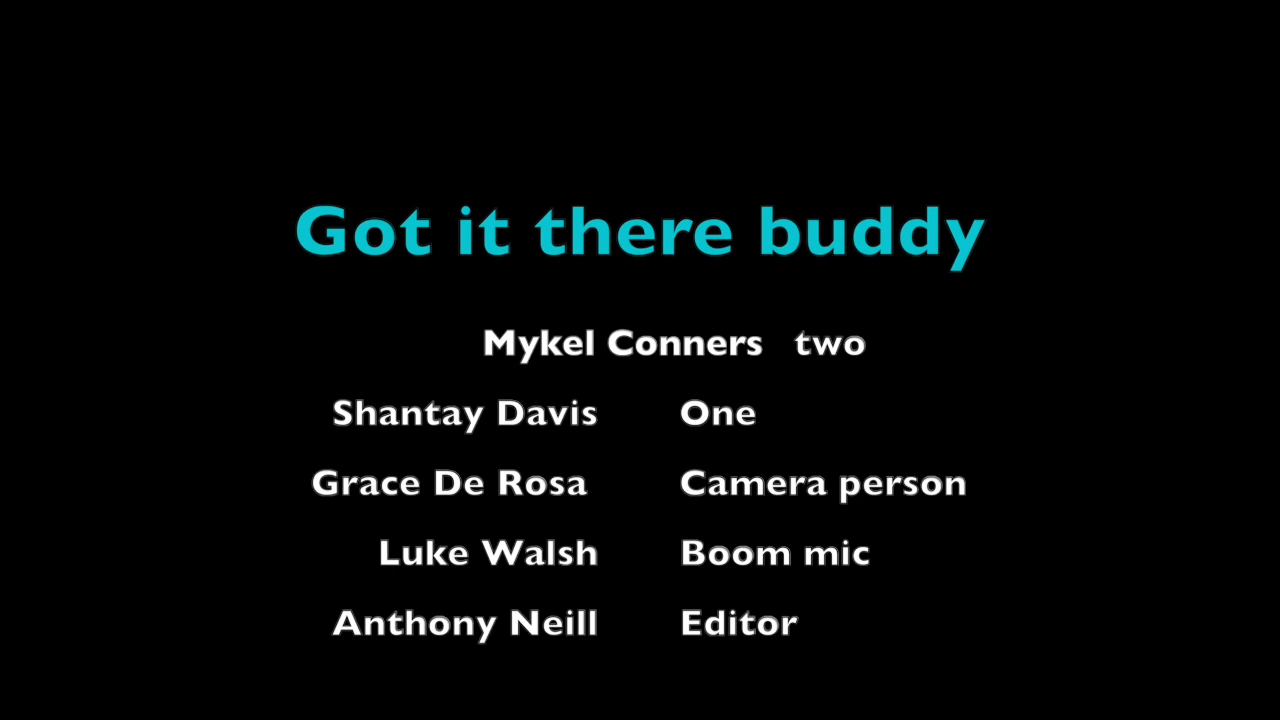 Got it there buddy
Mykel Conners two
Shantay Davis One
Grace De Rosa Camera person
Luke Walsh Boom mic
Anthony Neill Editor